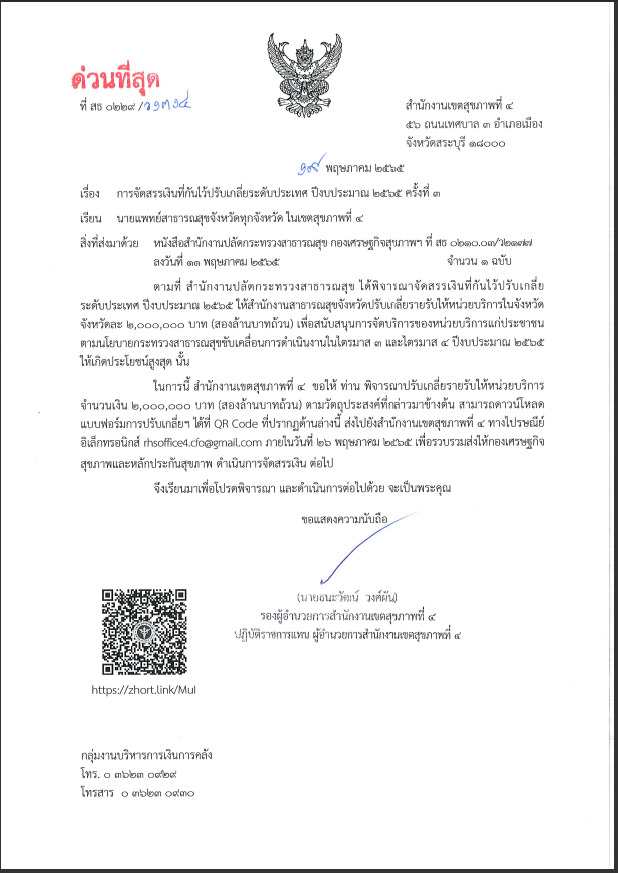 ด่วนที่สุด
ที่ สธ ๐๒๒๙ /ว๑๓๑๔
สำนักงานเขตสุขภาพที่ ๔
๕๖ ถนนเทศบาล ๓ อำเภอเมือง
จังหวัดสระบุรี ๑๘๐๐๐
๑๙ พฤษภาคม ๒๕๖๕
เรื่อง การจัดสรรเงินที่กันไว้ปรับเกลี่ยระดับประเทศ ปีงบประมาณ ๒๕๖๕ ครั้งที่ ๓
เรียน นายแพทย์สาธารณสุขจังหวัดทุกจังหวัด ในเขตสุขภาพที่ ๔
สิ่งที่ส่งมาด้วย หนังสือสำนักงานปลัดกระทรวงสาธารณสุข กองเศรษฐกิจสุขภาพฯ ที่ สธ ๐๒๑๐.๐๓/ว๒๑๗๗
ลงวันที่ ๑๓ พฤษภาคม ๒๕๖๕ จำนวน ๑ ฉบับ
ตามที่ สำนักงานปลัดกระทรวงสาธารณสุข ได้พิจารณาจัดสรรเงินที่กันไว้ปรับเกลี่ย
ระดับประเทศ ปีงบประมาณ ๒๕๖๕ ให้สำนักงานสาธารณสุขจังหวัดปรับเกลี่ยรายรับให้หน่วยบริการในจังหวัด
จังหวัดละ ๒,๐๐๐,๐๐๐ บาท (สองล้านบาทถ้วน) เพื่อสนับสนุนการจัดบริการของหน่วยบริการแก่ประชาชน
ตามนโยบายกระทรวงสาธารณสุขขับเคลื่อนการดำเนินงานในไตรมาส ๓ และไตรมาส ๔ ปีงบประมาณ ๒๕๖๕
ให้เกิดประโยชน์สูงสุด นั้น
ในการนี้ สำนักงานเขตสุขภาพที่ ๔ ขอให้ ท่าน พิจารณาปรับเกลี่ยรายรับให้หน่วยบริการ
จำนวนเงิน ๒,๐๐๐,๐๐๐ บาท (สองล้านบาทถ้วน) ตามวัตถุประสงค์ที่กล่าวมาข้างต้น สามารถดาวน์โหลด
แบบฟอร์มการปรับเกลี่ยฯ ได้ที่ QR Code ที่ปรากฏด้านล่างนี้ ส่งไปยังสำนักงานเขตสุขภาพที่ ๔ ทางไปรษณีย์
อิเล็กทรอนิกส์ rhsoffice4.cfo@gmail.com ภายในวันที่ ๒๖ พฤษภาคม ๒๕๖๕ เพื่อรวบรวมส่งให้กองเศรษฐกิจ
สุขภาพและหลักประกันสุขภาพ ดำเนินการจัดสรรเงิน ต่อไป
จึงเรียนมาเพื่อโปรดพิจารณา และดำเนินการต่อไปด้วย จะเป็นพระคุณ
ขอแสดงความนับถือ
(นายธนะวัฒน์ วงศ์ผัน)
รองผู้อำนวยการสำนักงานเขตสุขภาพที่ ๔
ปฏิบัติราชการแทน ผู้อำนวยการสำนักงานเขตสุขภาพที่ ๔
https://zhort.link/MuI
กลุ่มงานบริหารการเงินการคลัง
โทร. ๐ ๓๖๒๓ ๐๙๒๙
โทรสาร ๐ ๓๖๒๓ ๐๙๓๐